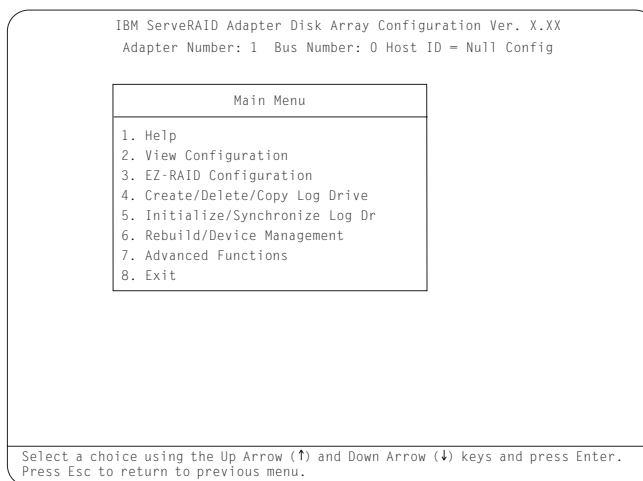 IBM ServeRAID Adapter Disk Array Configuration Ver. X.XX
Adapter Number: 1 Bus Number: 0 Host ID = Null Config
Main Menu
1. Help
2. View Configuration
3. EZ-RAID Configuration
4. Create/Delete/Copy Log Drive
5. Initialize/Synchronize Log Dr
6. Rebuild/Device Management
7. Advanced Functions
8. Exit
Select a choice using the Up Arrow (↑) and Down Arrow (↓) keys and press Enter.
Press Esc to return to previous menu.